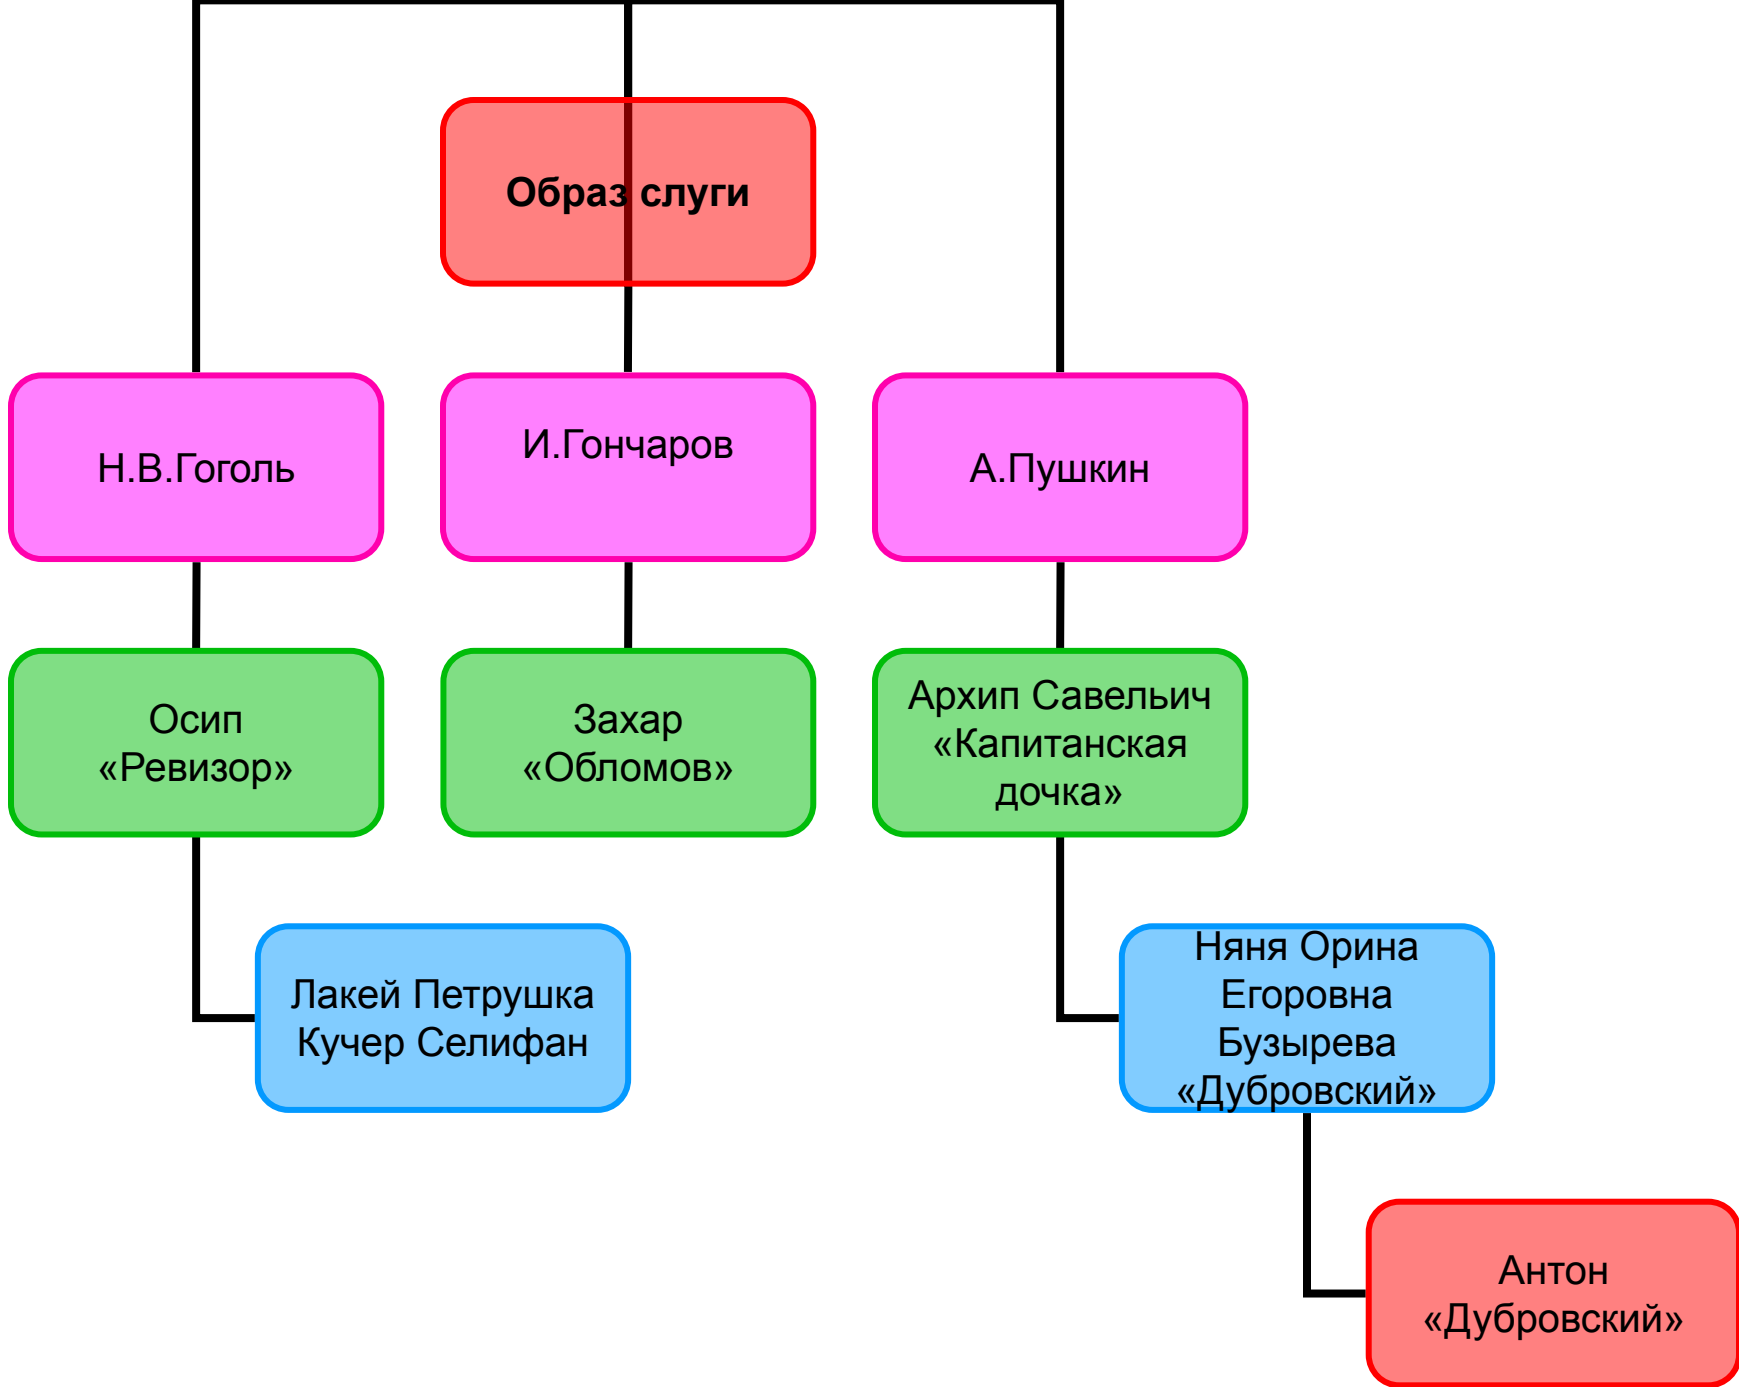 Образ слуги
Н.В.Гоголь
И.Гончаров
А.Пушкин
Осип
«Ревизор»
Захар
«Обломов»
Архип Савельич
«Капитанская
дочка»
Лакей Петрушка
Кучер Селифан
Няня Орина
Егоровна
Бузырева
«Дубровский»
Антон
«Дубровский»